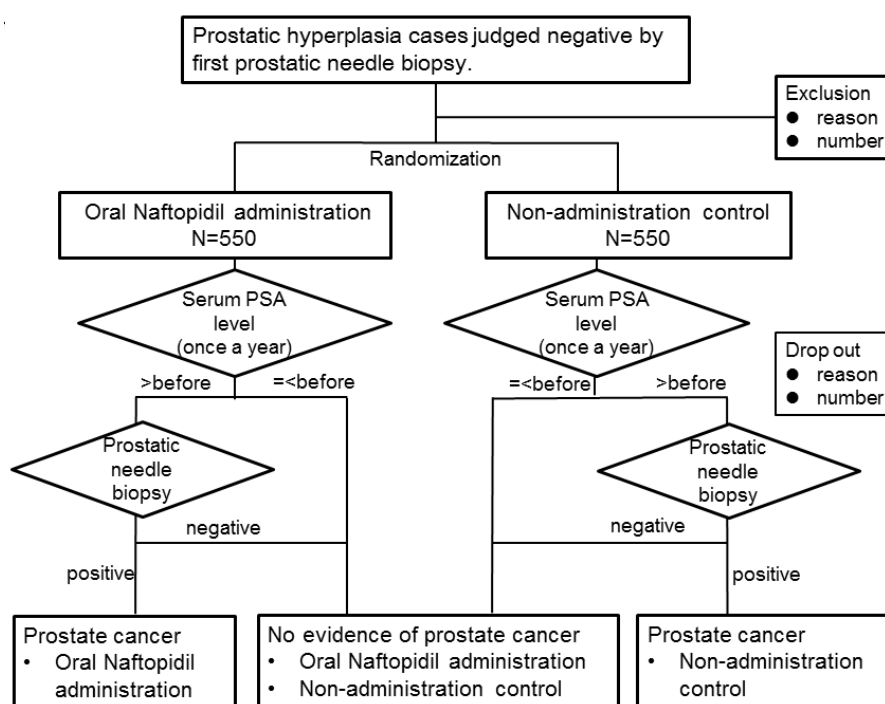 Prostatic hyperplasia cases judged negative by
first prostatic needle biopsy.
Exclusion
● reason
● number
Randomization
Oral Naftopidil administration
N=550
Non-administration control
N=550
Serum PSA
level
(once a year)
Serum PSA
level
(once a year)
Drop out
● reason
● number
>before
=<before
=<before
>before
Prostatic
needle
biopsy
Prostatic
needle
biopsy
negative
negative
positive
positive
Prostate cancer
• Oral Naftopidil
administration
No evidence of prostate cancer
• Oral Naftopidil administration
• Non-administration control
Prostate cancer
• Non-administration
control